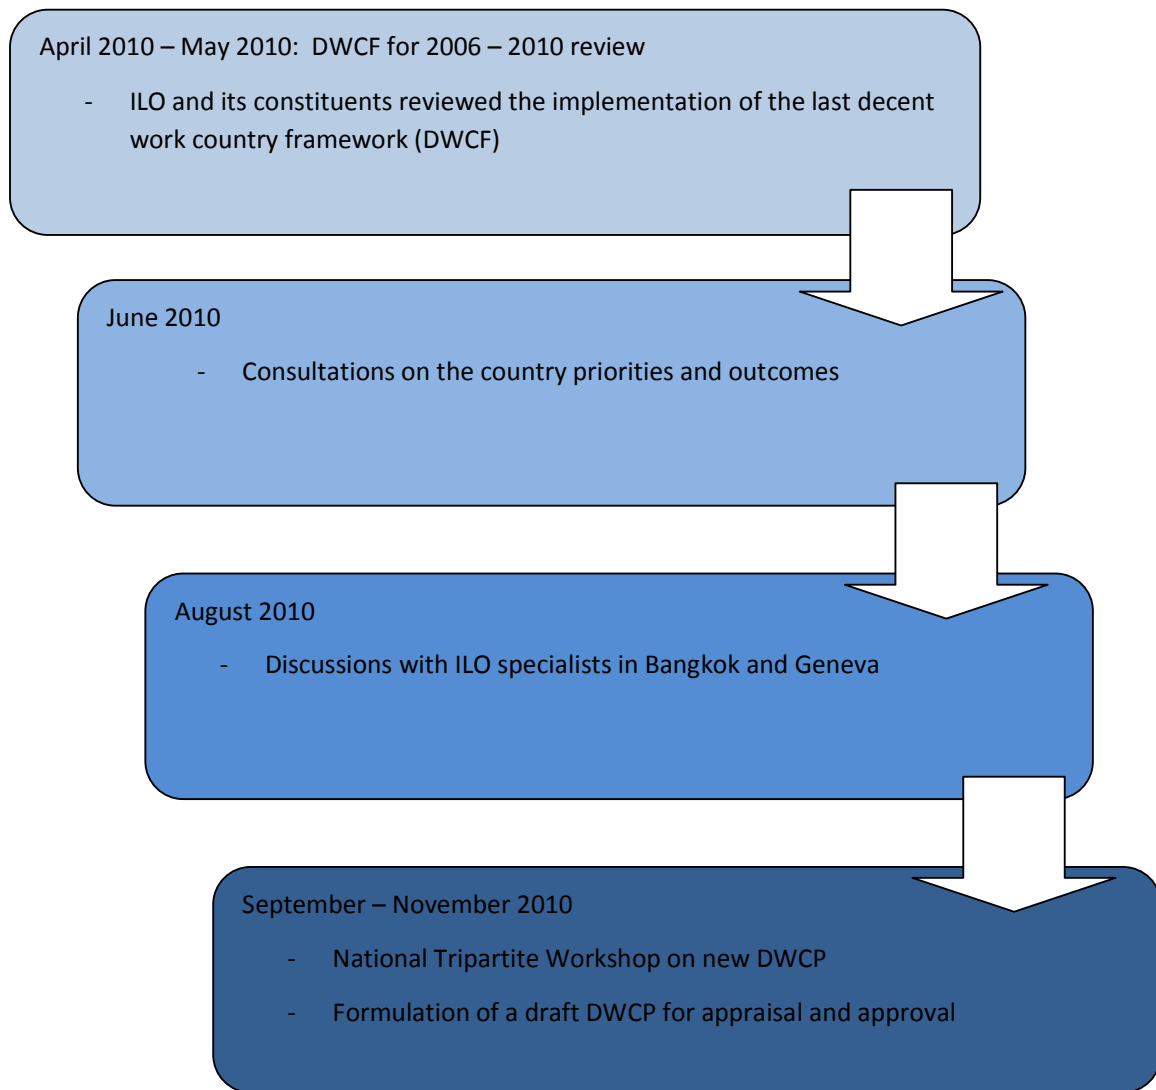 April 2010 – May 2010: DWCF for 2006 – 2010 review
- ILO and its constituents reviewed the implementation of the last decent
work country framework (DWCF)
June 2010
- Consultations on the country priorities and outcomes
August 2010
- Discussions with ILO specialists in Bangkok and Geneva
September – November 2010
- National Tripartite Workshop on new DWCP
- Formulation of a draft DWCP for appraisal and approval